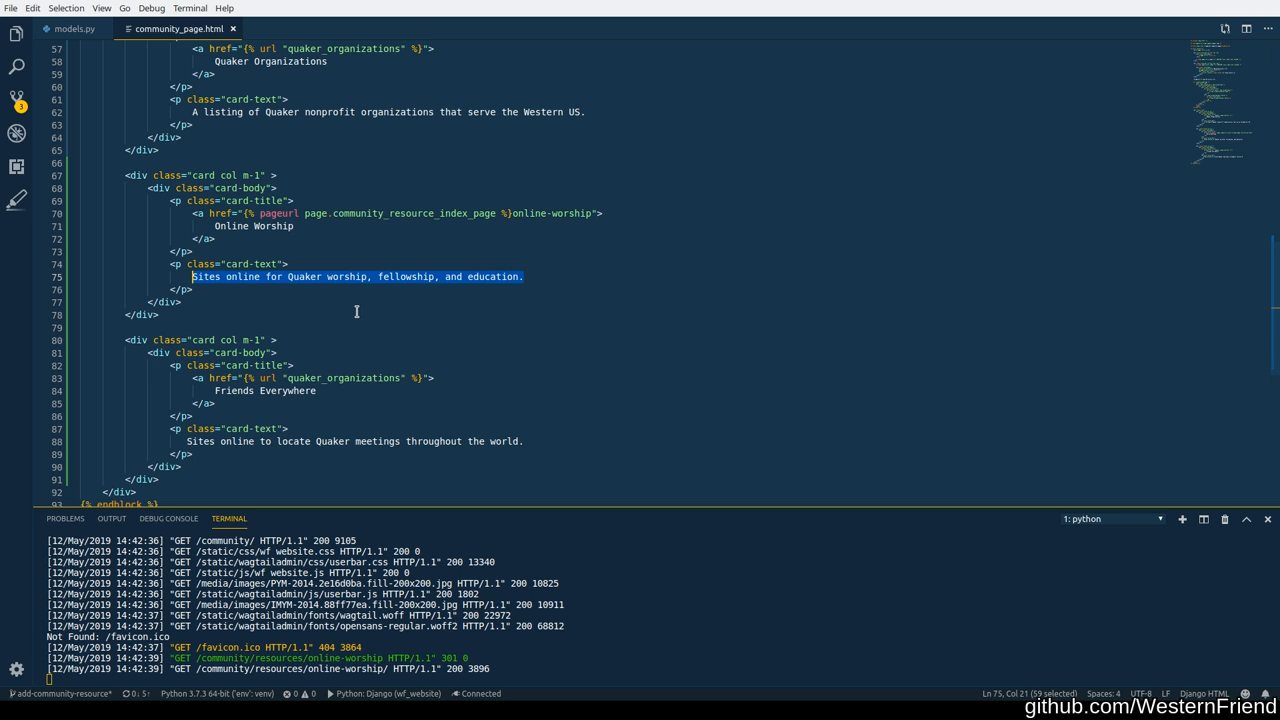 File Edit Selection View Go Debug Terminal Help
models.py community_page.html
57 <a href="{% url "quaker_organizations" %}">
58 Quaker Organizations
59 </a>
60 </p>
61 <p class="card-text">
62 A listing of Quaker nonprofit organizations that serve the Western US.
63 </p>
64 </div>
65 </div>
66
67 <div class="card col m-1" >
68 <div class="card-body">
69 <p class="card-title">
70 <a href="{% pageurl page.community_resource_index_page %}online-worship">
71 Online Worship
72 </a>
73 </p>
74 <p class="card-text">
75 Sites online for Quaker worship, fellowship, and education.
76 </p>
77 </div>
78 </div>
79
80 <div class="card col m-1" >
81 <div class="card-body">
82 <p class="card-title">
83 <a href="{% url "quaker_organizations" %}">
84 Friends Everywhere
85 </a>
86 </p>
87 <p class="card-text">
88 Sites online to locate Quaker meetings throughout the world.
89 </p>
90 </div>
91 </div>
92 </div>
93 {% endblock %}
3
PROBLEMS OUTPUT DEBUG CONSOLE TERMINAL 1: python
[12/May/2019 14:42:36] "GET /community/ HTTP/1.1" 200 9105
[12/May/2019 14:42:36] "GET /static/css/wf_website.css HTTP/1.1" 200 0
[12/May/2019 14:42:36] "GET /static/wagtailadmin/css/userbar.css HTTP/1.1" 200 13340
[12/May/2019 14:42:36] "GET /static/js/wf_website.js HTTP/1.1" 200 0
[12/May/2019 14:42:36] "GET /media/images/PYM-2014.2e16d0ba.fill-200x200.jpg HTTP/1.1" 200 10825
[12/May/2019 14:42:36] "GET /static/wagtailadmin/js/userbar.js HTTP/1.1" 200 1802
[12/May/2019 14:42:36] "GET /media/images/IMYM-2014.88ff77ea.fill-200x200.jpg HTTP/1.1" 200 10911
[12/May/2019 14:42:37] "GET /static/wagtailadmin/fonts/wagtail.woff HTTP/1.1" 200 22972
[12/May/2019 14:42:37] "GET /static/wagtailadmin/fonts/opensans-regular.woff2 HTTP/1.1" 200 68812
Not Found: /favicon.ico
[12/May/2019 14:42:37] "GET /favicon.ico HTTP/1.1" 404 3864
[12/May/2019 14:42:39] "GET /community/resources/online-worship HTTP/1.1" 301 0
[12/May/2019 14:42:39] "GET /community/resources/online-worship/ HTTP/1.1" 200 3896
add-community-resource* 0↓ 5↑ Python 3.7.3 64-bit ('env': venv) 0 0 Python: Django (wf_website) Connected Ln 75, Col 21 (59 selected) Spaces: 4 UTF-8 LF Django HTML
github.com/WesternFriend